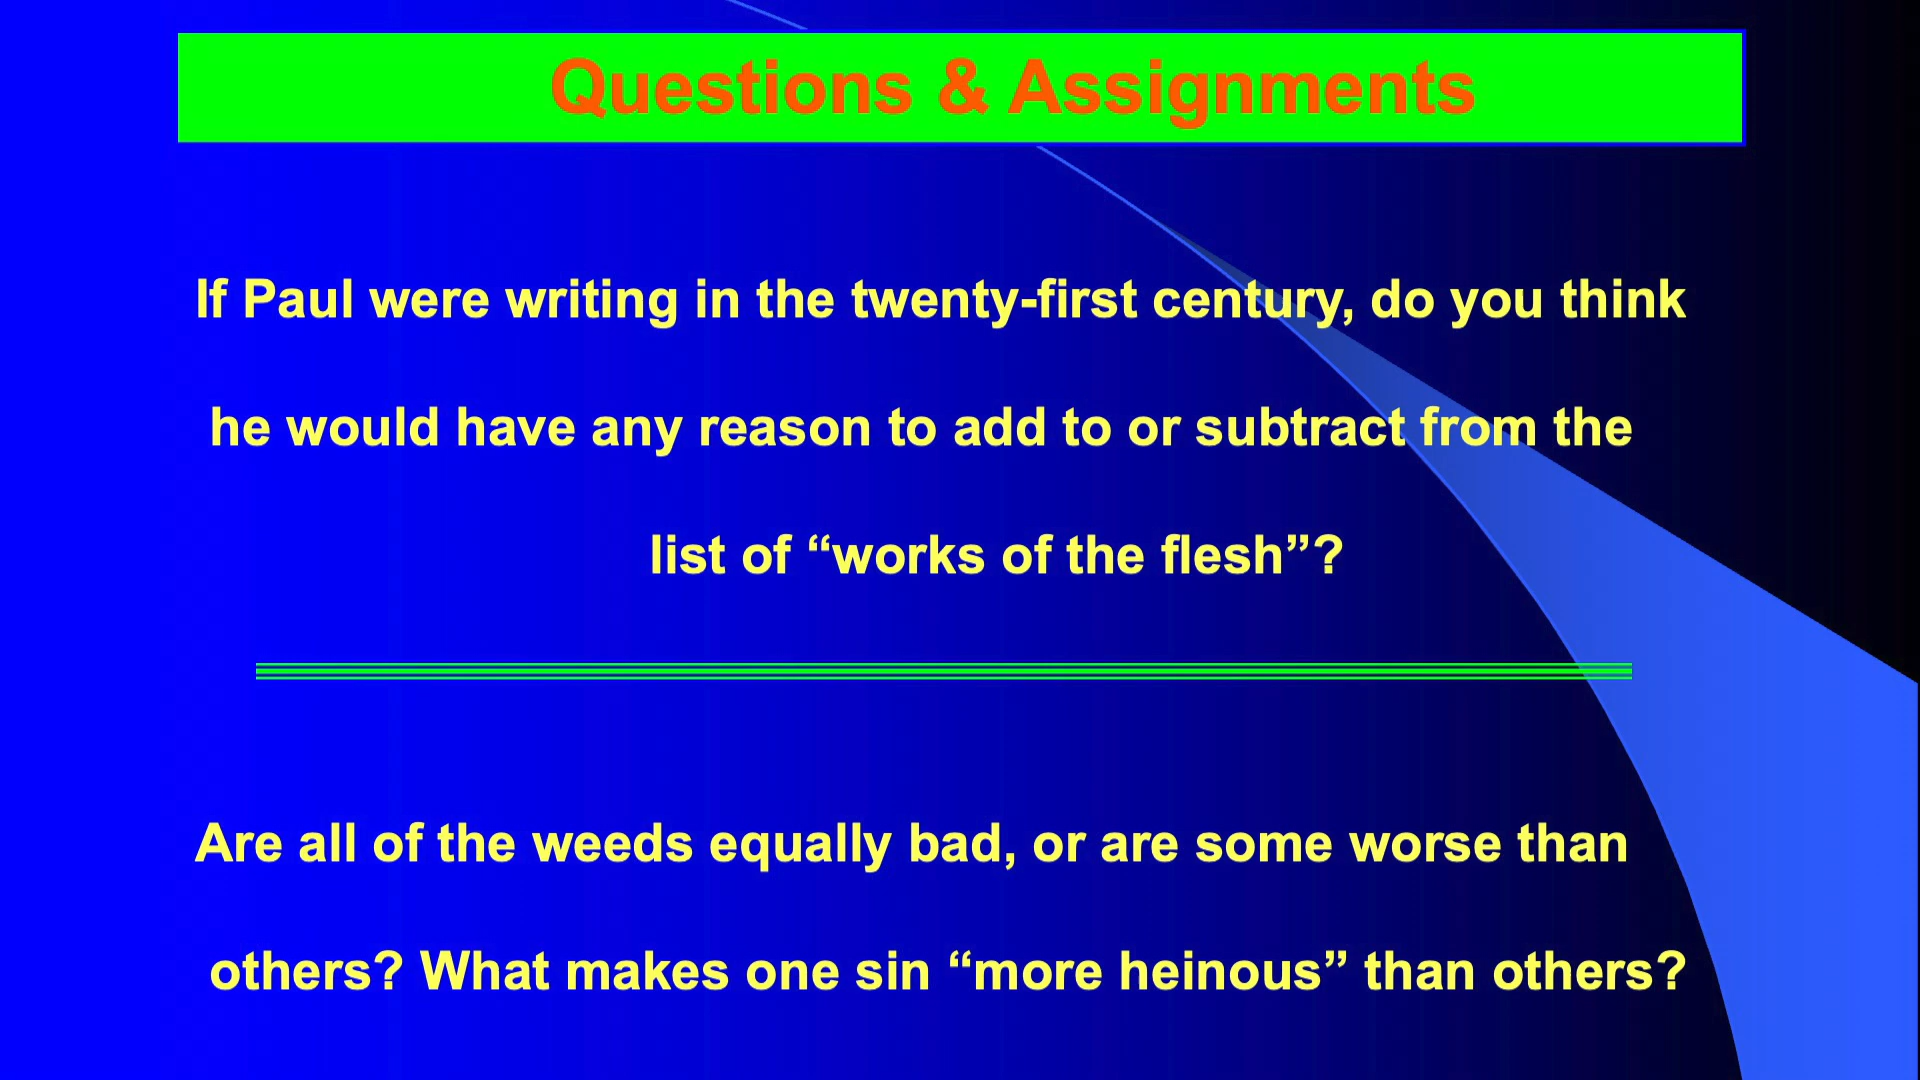 Questions & Assignments
If Paul were writing in the twenty-first century, do you think
he would have any reason to add to or subtract from the
list of “works of the flesh”?
Are all of the weeds equally bad, or are some worse than
others? What makes one sin “more heinous” than others?